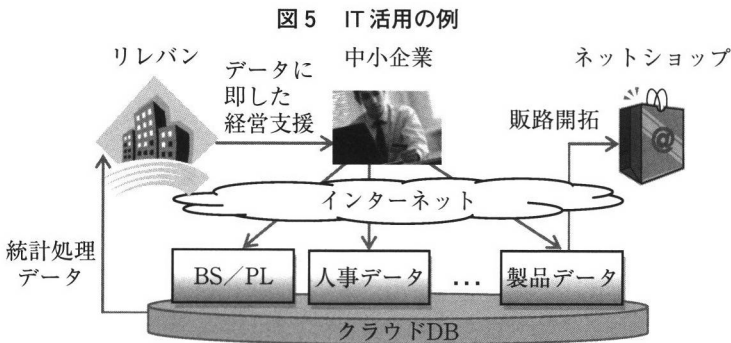 図5 IT活用の例
リレバン
データに
即した
経営支援
中小企業
ネットショップ
販路開拓
@
インターネット
統計処理
データ
BS／PL
人事データ
…
製品データ
クラウドDB